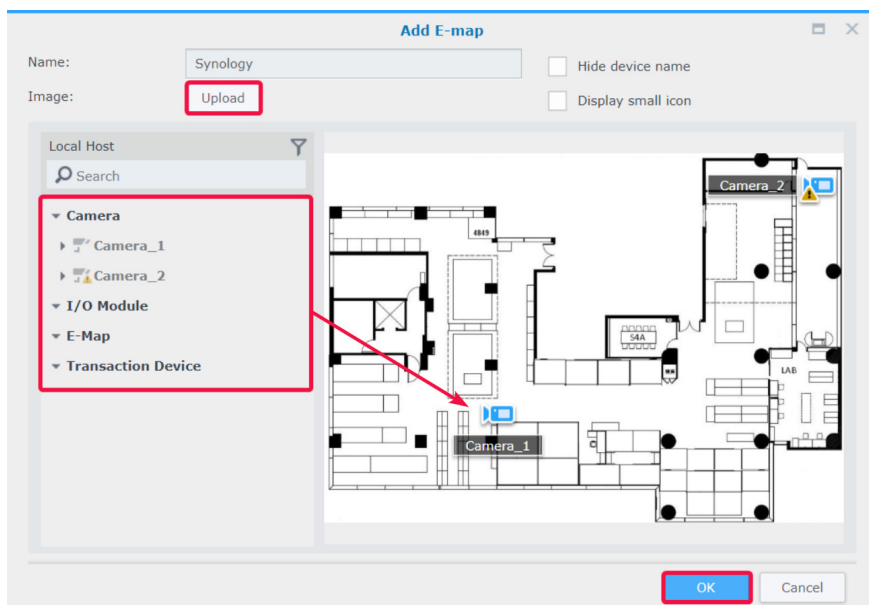 Add E-map
Name:
Synology
Hide device name
Image:
Upload
Display small icon
Local Host
Search
Camera
Camera_1
Camera_2
I/O Module
E-Map
Transaction Device
Camera_2
4849
54A
LAB
Camera_1
OK
Cancel